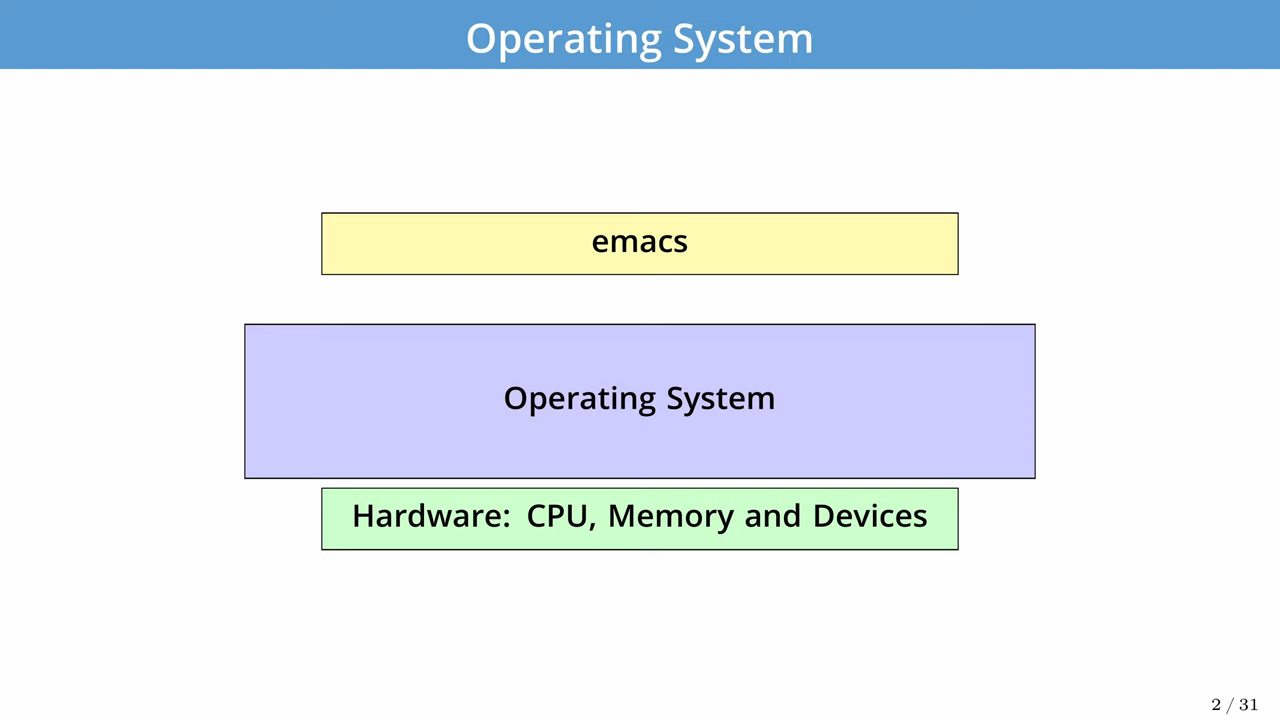 Operating System
emacs
Operating System
Hardware: CPU, Memory and Devices
2 / 31